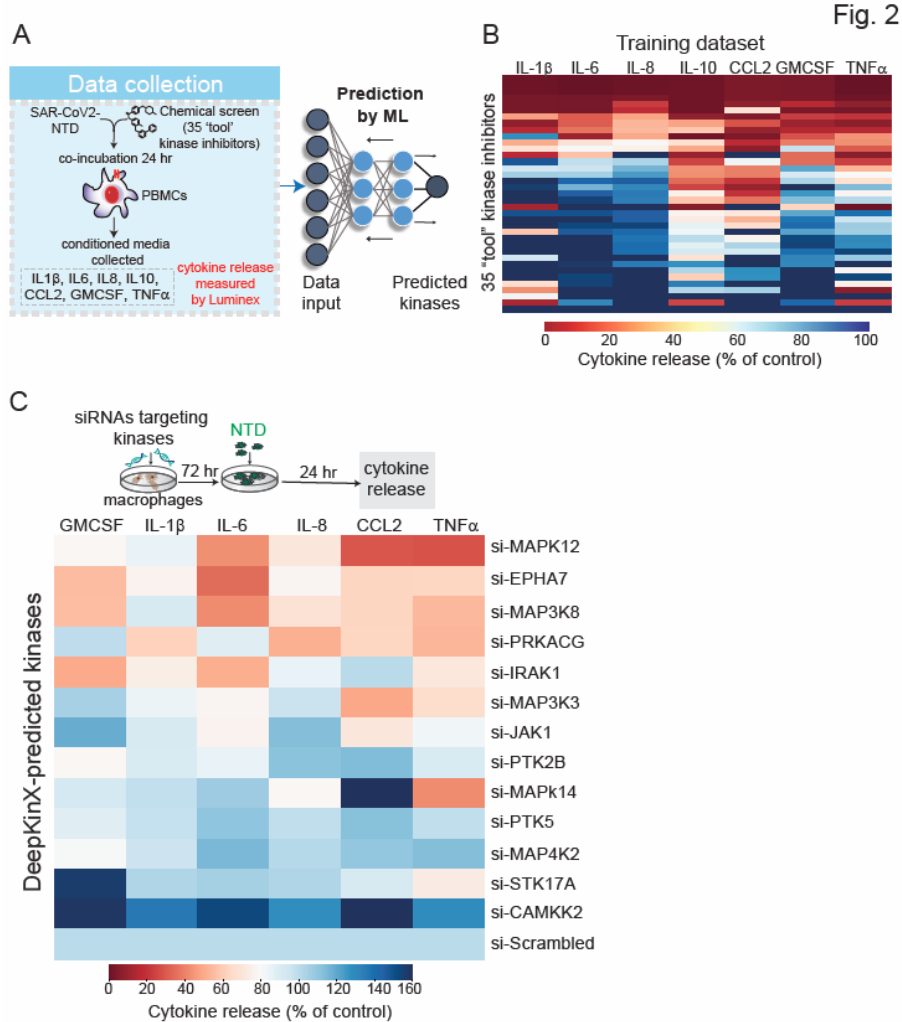 Fig. 2
A
Data collection
SAR-CoV2-
NTD
Chemical screen
(35 ‘tool’
kinase inhibitors)
co-incubation 24 hr
PBMCs
conditioned media
collected
IL1β, IL6, IL8, IL10,
CCL2, GMCSF, TNFα
cytokine release
measured
by Luminex
Prediction
by ML
Data
input
Predicted
kinases
B
Training dataset
IL-1β IL-6 IL-8 IL-10 CCL2 GMCSF TNFα
35 “tool” kinase inhibitors
0 20 40 60 80 100
Cytokine release (% of control)
C
siRNAs targeting
kinases
macrophages
72 hr
NTD
24 hr
cytokine
release
GMCSF IL-1β IL-6 IL-8 CCL2 TNFα
DeepKinX-predicted kinases
si-MAPK12
si-EPHA7
si-MAP3K8
si-PRKACG
si-IRAK1
si-MAP3K3
si-JAK1
si-PTK2B
si-MAPk14
si-PTK5
si-MAP4K2
si-STK17A
si-CAMKK2
si-Scrambled
0 20 40 60 80 100 120 140 160
Cytokine release (% of control)